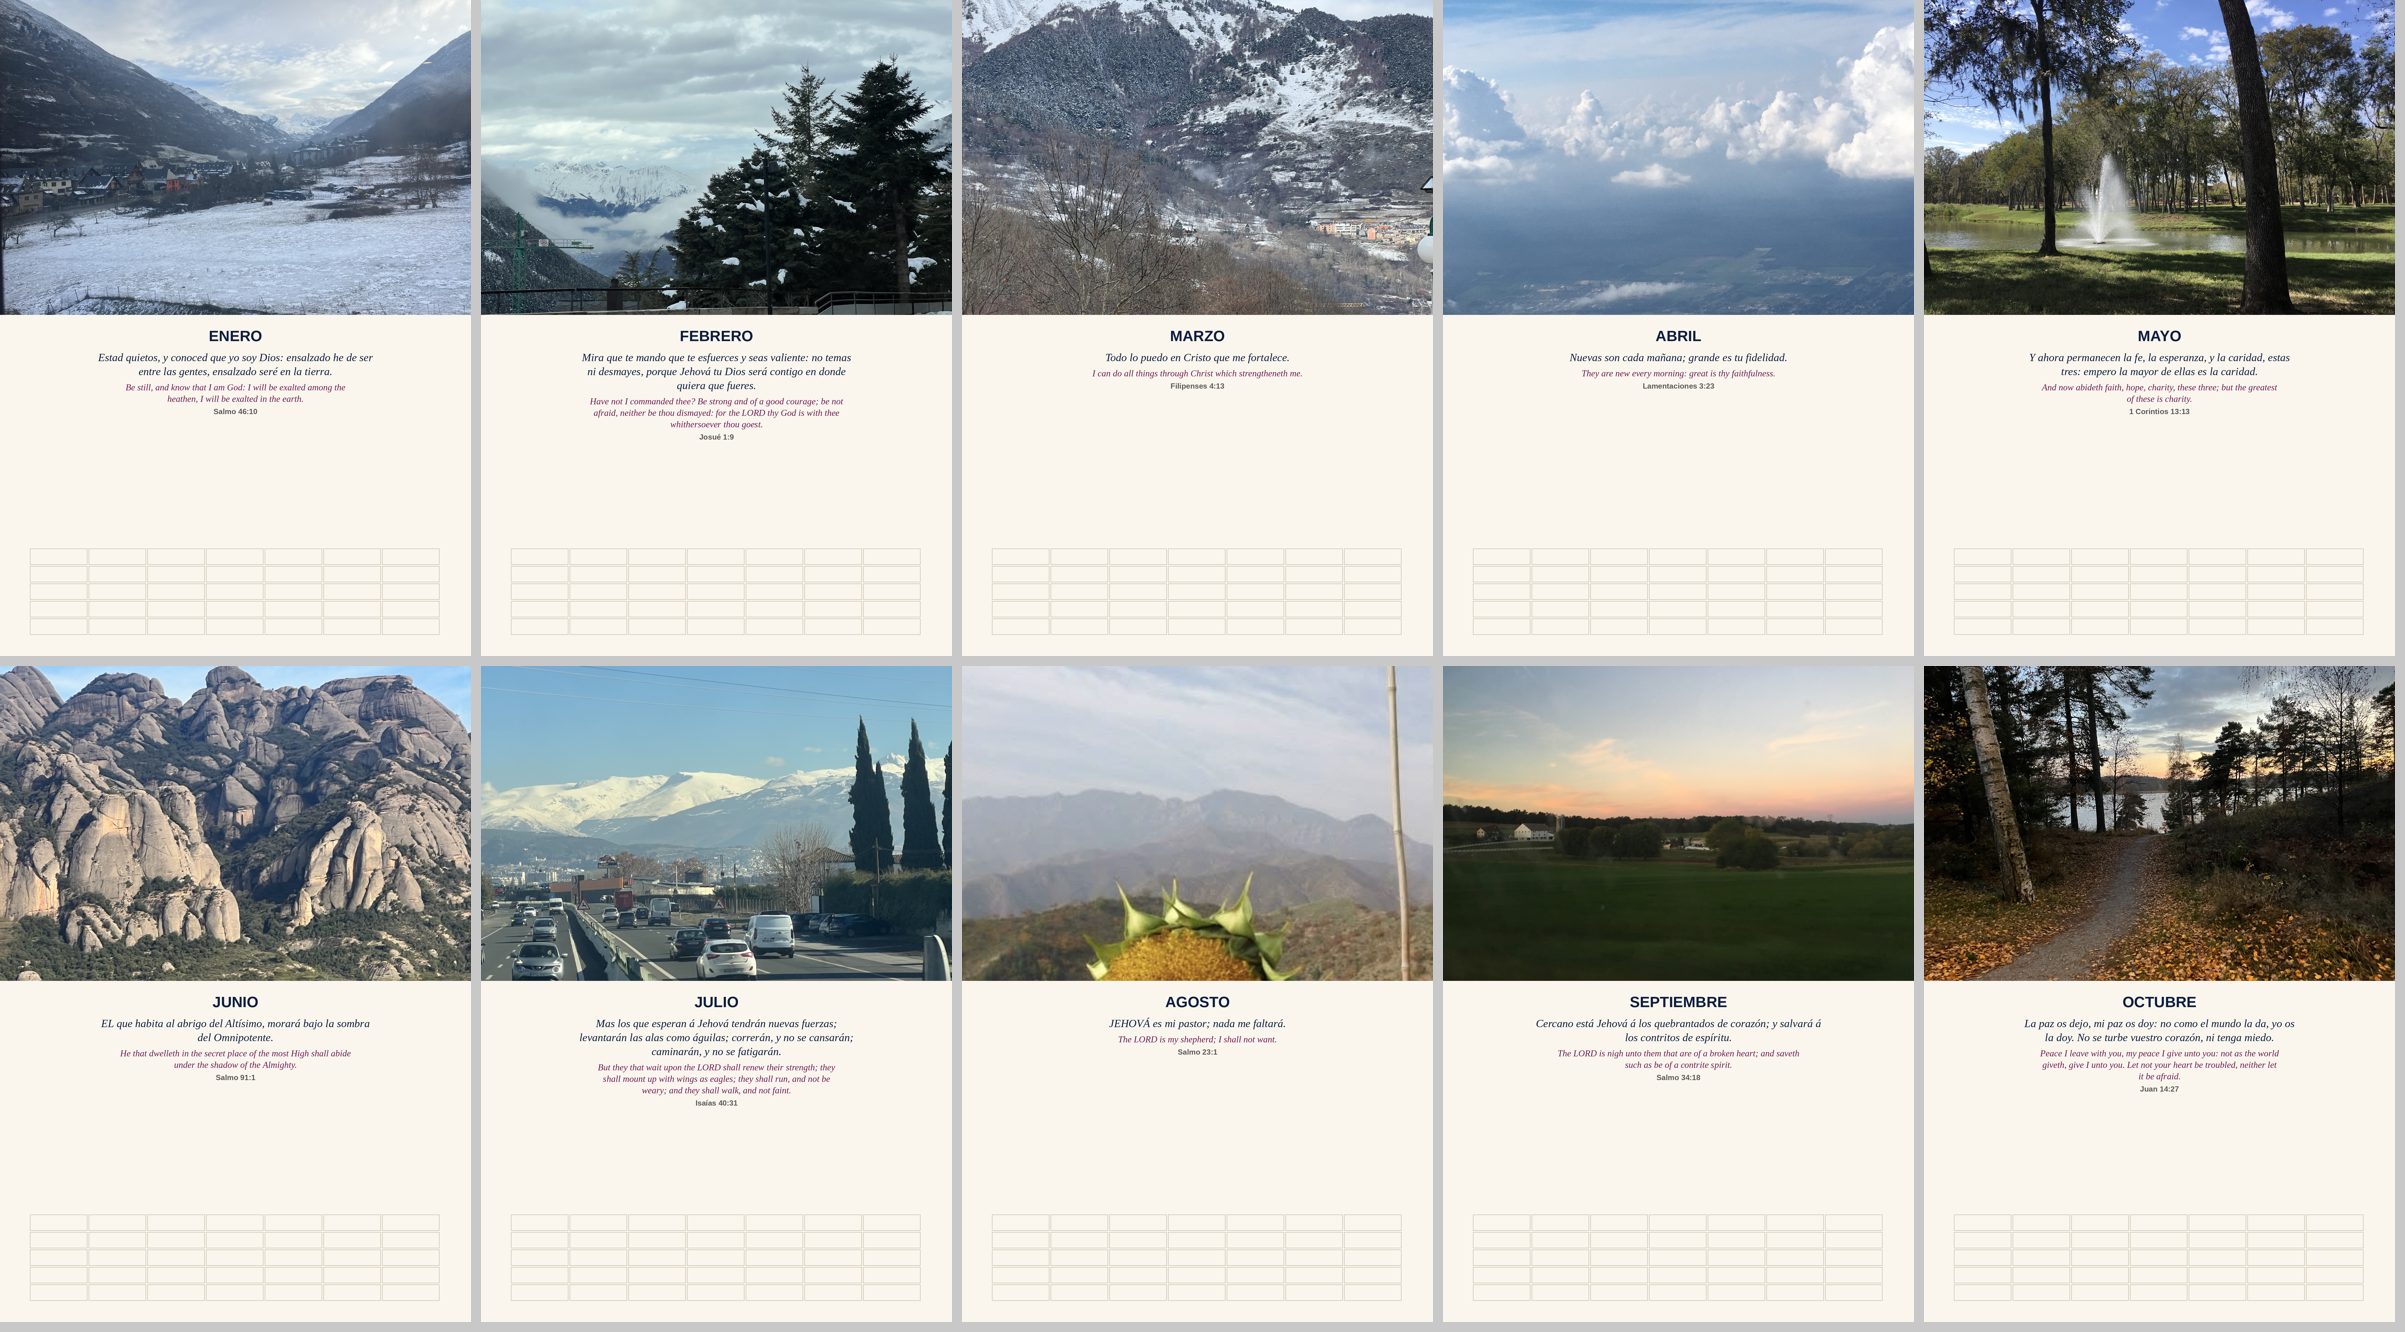 ENERO
Estad quietos, y conoced que yo soy Dios: ensalzado he de ser
entre las gentes, ensalzado seré en la tierra.
Be still, and know that I am God: I will be exalted among the
heathen, I will be exalted in the earth.
Salmo 46:10
FEBRERO
Mira que te mando que te esfuerces y seas valiente: no temas
ni desmayes, porque Jehová tu Dios será contigo en donde
quiera que fueres.
Have not I commanded thee? Be strong and of a good courage; be not
afraid, neither be thou dismayed: for the LORD thy God is with thee
whithersoever thou goest.
Josué 1:9
MARZO
Todo lo puedo en Cristo que me fortalece.
I can do all things through Christ which strengtheneth me.
Filipenses 4:13
ABRIL
Nuevas son cada mañana; grande es tu fidelidad.
They are new every morning: great is thy faithfulness.
Lamentaciones 3:23
MAYO
Y ahora permanecen la fe, la esperanza, y la caridad, estas
tres: empero la mayor de ellas es la caridad.
And now abideth faith, hope, charity, these three; but the greatest
of these is charity.
1 Corintios 13:13
JUNIO
EL que habita al abrigo del Altísimo, morará bajo la sombra
del Omnipotente.
He that dwelleth in the secret place of the most High shall abide
under the shadow of the Almighty.
Salmo 91:1
JULIO
Mas los que esperan á Jehová tendrán nuevas fuerzas;
levantarán las alas como águilas; correrán, y no se cansarán;
caminarán, y no se fatigarán.
But they that wait upon the LORD shall renew their strength; they
shall mount up with wings as eagles; they shall run, and not be
weary; and they shall walk, and not faint.
Isaías 40:31
AGOSTO
JEHOVÁ es mi pastor; nada me faltará.
The LORD is my shepherd; I shall not want.
Salmo 23:1
SEPTIEMBRE
Cercano está Jehová á los quebrantados de corazón; y salvará á
los contritos de espíritu.
The LORD is nigh unto them that are of a broken heart; and saveth
such as be of a contrite spirit.
Salmo 34:18
OCTUBRE
La paz os dejo, mi paz os doy: no como el mundo la da, yo os
la doy. No se turbe vuestro corazón, ni tenga miedo.
Peace I leave with you, my peace I give unto you: not as the world
giveth, give I unto you. Let not your heart be troubled, neither let
it be afraid.
Juan 14:27